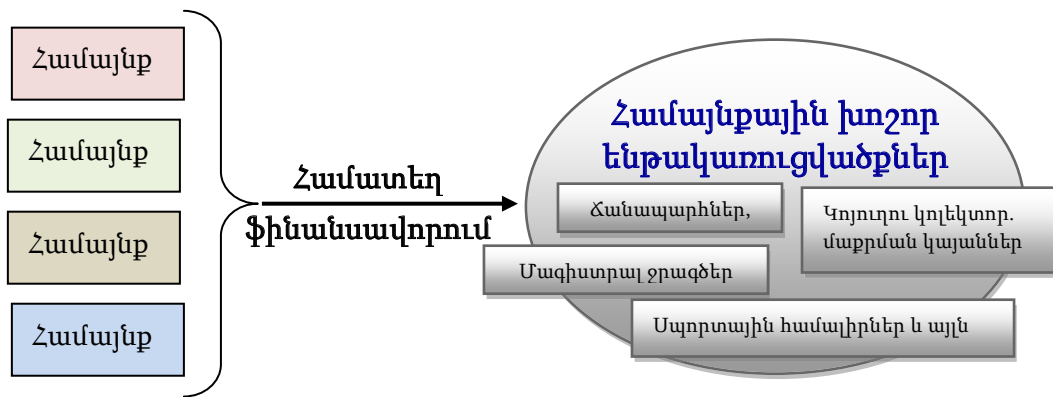 Համայնք
Համայնք
Համայնք
Համայնք
Համատեղ
ֆինանսավորում
Համայնքային խոշոր
ենթակառուցվածքներ
Ճանապարհներ,
Կոյուղու կոլեկտոր.
մաքրման կայաններ
Մագիստրալ ջրագծեր
Սպորտային համալիրներ և այլն